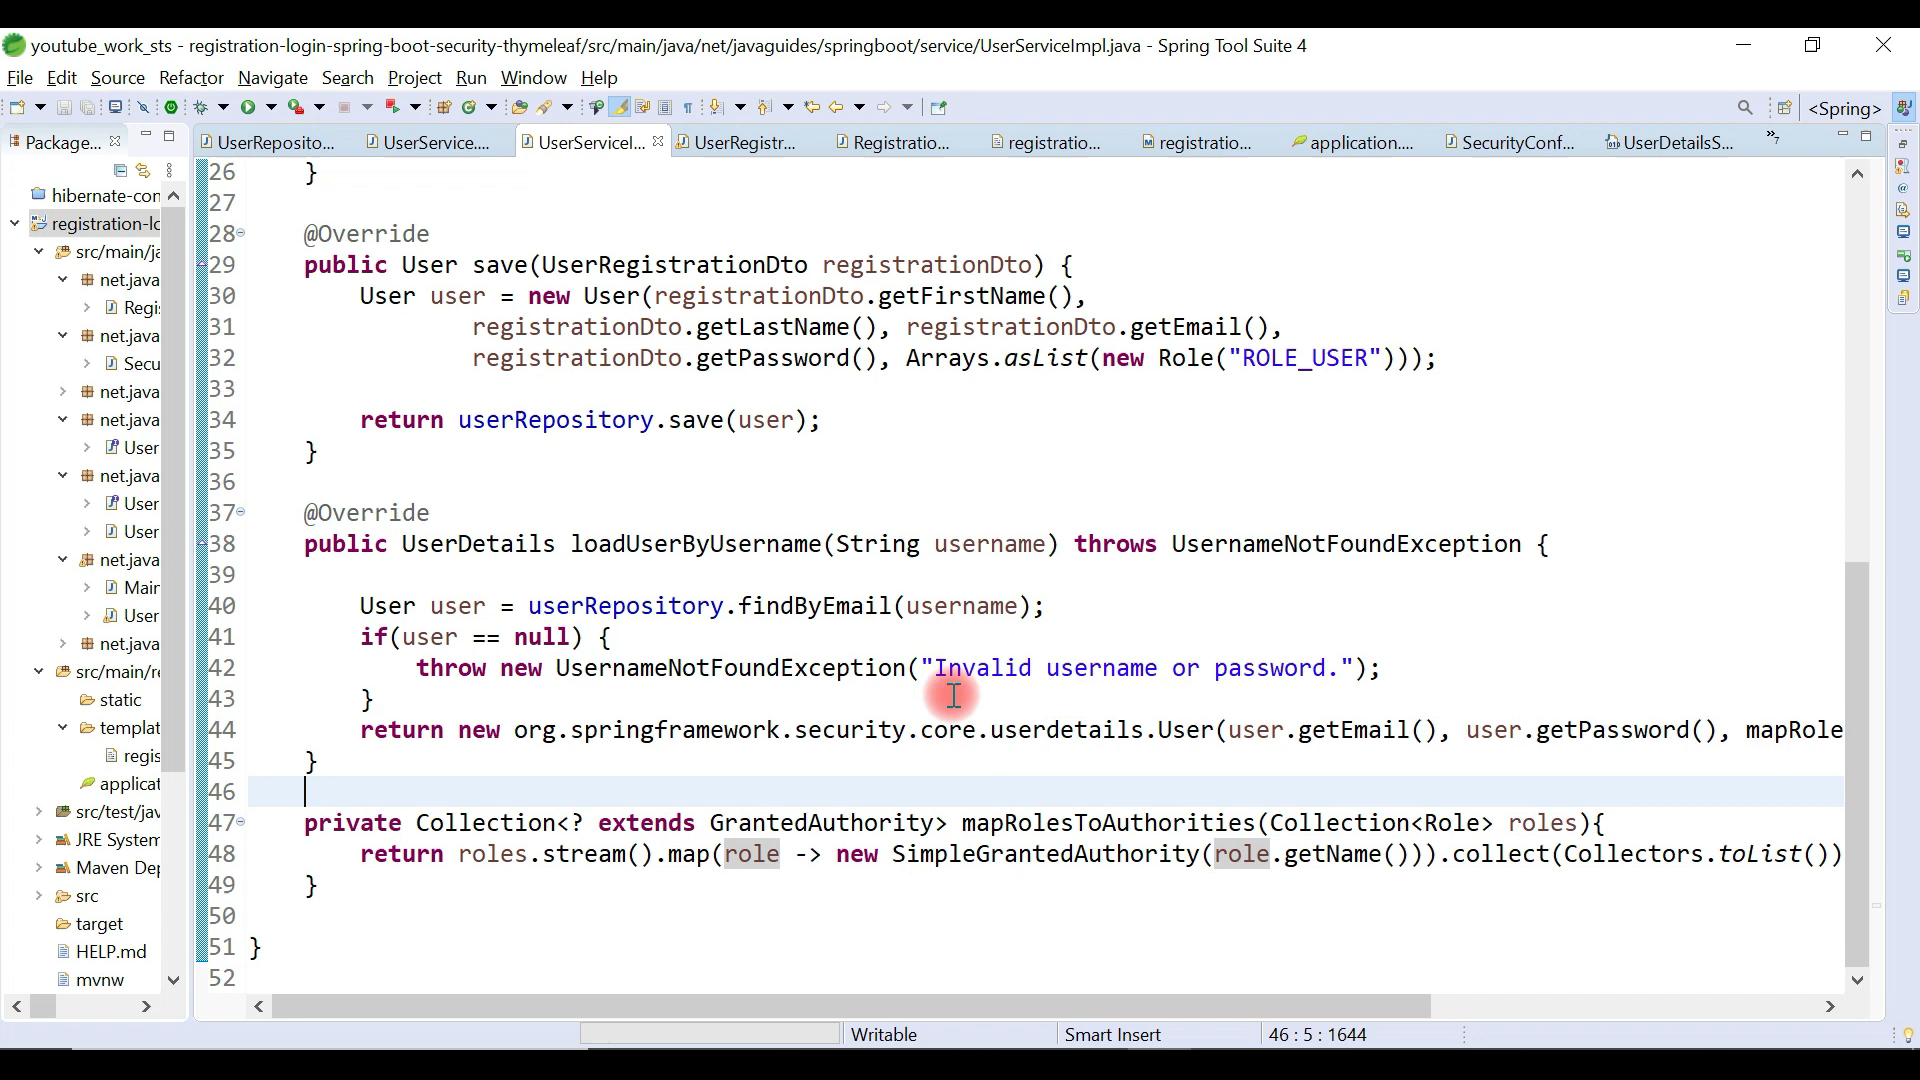 youtube_work_sts - registration-login-spring-boot-security-thymeleaf/src/main/java/net/javaguides/springboot/service/UserServiceImpl.java - Spring Tool Suite 4
File Edit Source Refactor Navigate Search Project Run Window Help
<Spring>
Package... UserReposito... UserService.... UserServiceI... UserRegistr... Registratio... registratio... registratio... application.... SecurityConf... UserDetailsS... »7
hibernate-con
registration-lo
src/main/ja
net.java
Regi
net.java
Secu
net.java
net.java
User
net.java
User
User
net.java
Main
User
net.java
src/main/re
static
templat
regis
applicat
src/test/jav
JRE System
Maven Dep
src
target
HELP.md
mvnw
26 }
27
28 @Override
29 public User save(UserRegistrationDto registrationDto) {
30 User user = new User(registrationDto.getFirstName(),
31 registrationDto.getLastName(), registrationDto.getEmail(),
32 registrationDto.getPassword(), Arrays.asList(new Role("ROLE_USER")));
33
34 return userRepository.save(user);
35 }
36
37 @Override
38 public UserDetails loadUserByUsername(String username) throws UsernameNotFoundException {
39
40 User user = userRepository.findByEmail(username);
41 if(user == null) {
42 throw new UsernameNotFoundException("Invalid username or password.");
43 }
44 return new org.springframework.security.core.userdetails.User(user.getEmail(), user.getPassword(), mapRole
45 }
46
47 private Collection<? extends GrantedAuthority> mapRolesToAuthorities(Collection<Role> roles){
48 return roles.stream().map(role -> new SimpleGrantedAuthority(role.getName())).collect(Collectors.toList())
49 }
50
51 }
52
Writable Smart Insert 46 : 5 : 1644